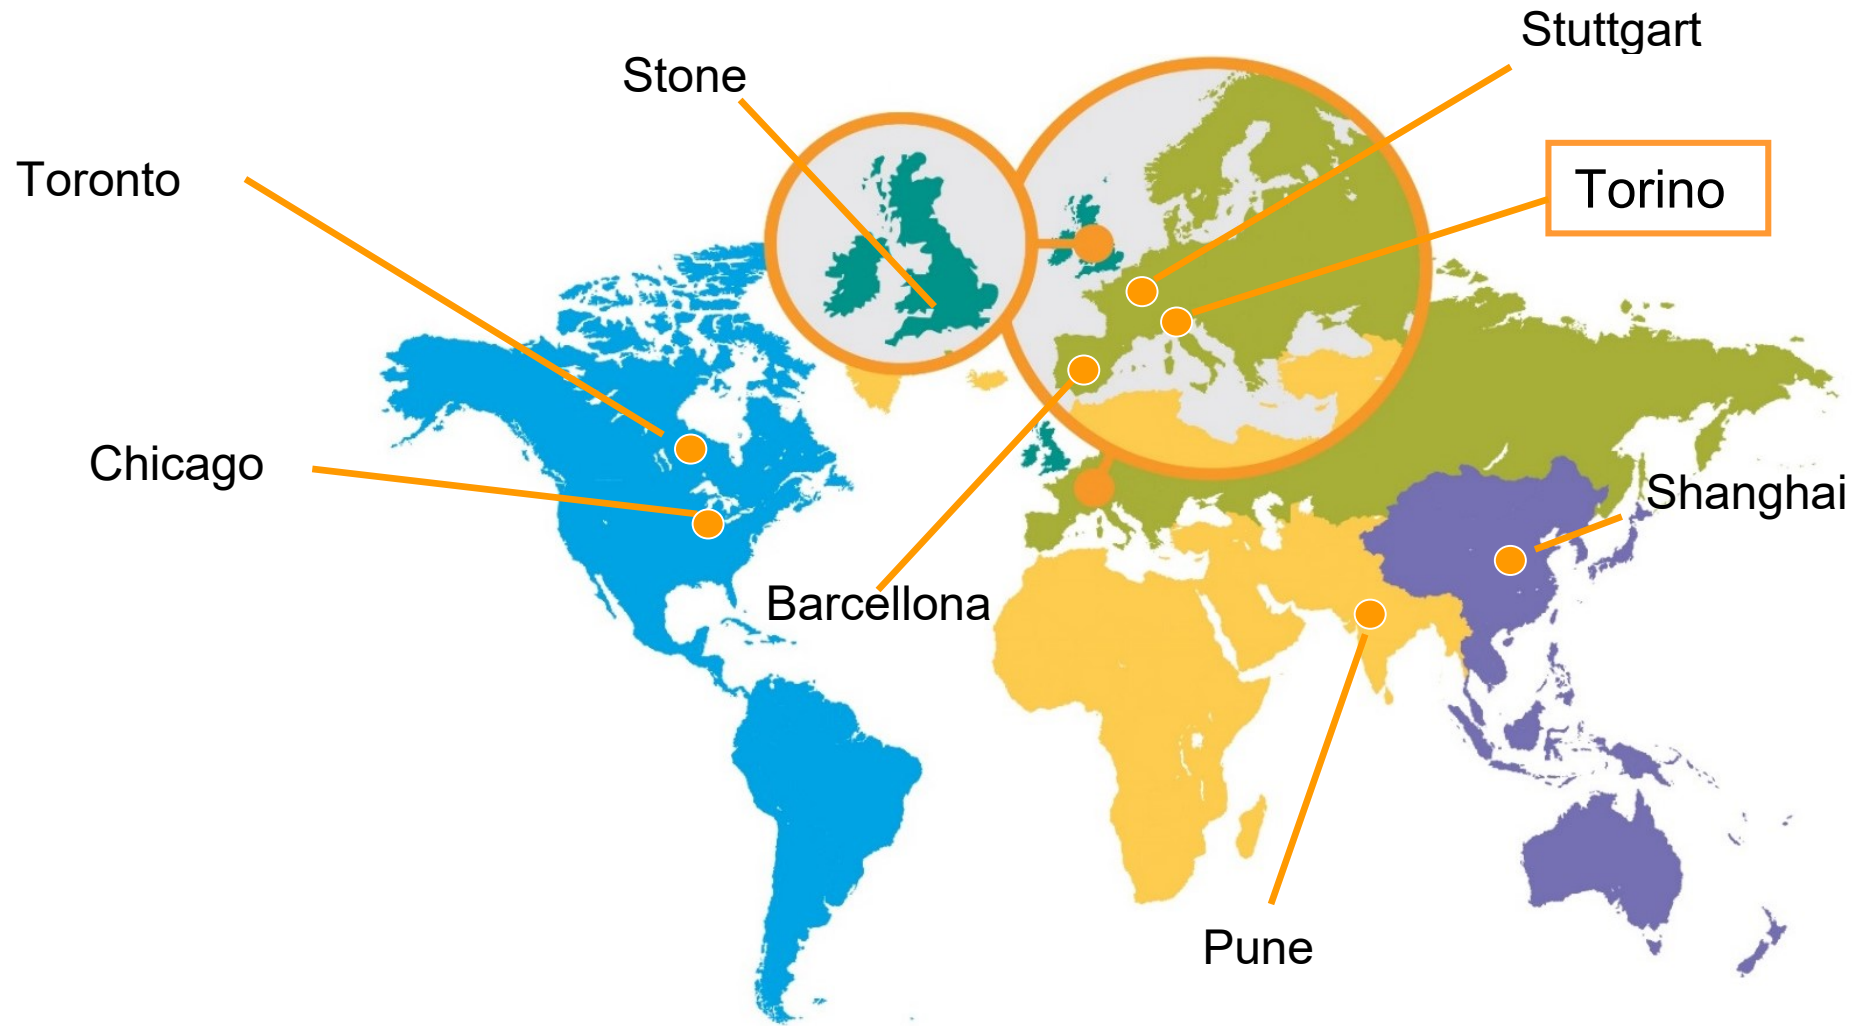 Stuttgart
Stone
Toronto
Torino
Chicago
Shanghai
Barcellona
Pune